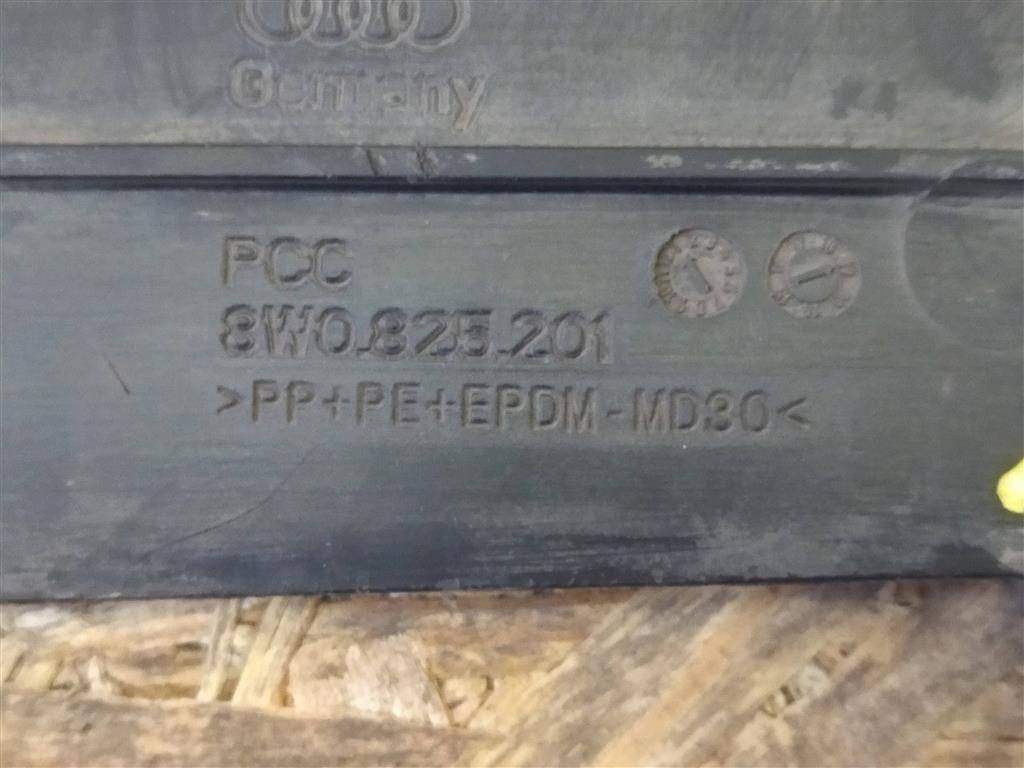 Germany
PCC
8W0.825.201
>PP+PE+EPDM-MD30<